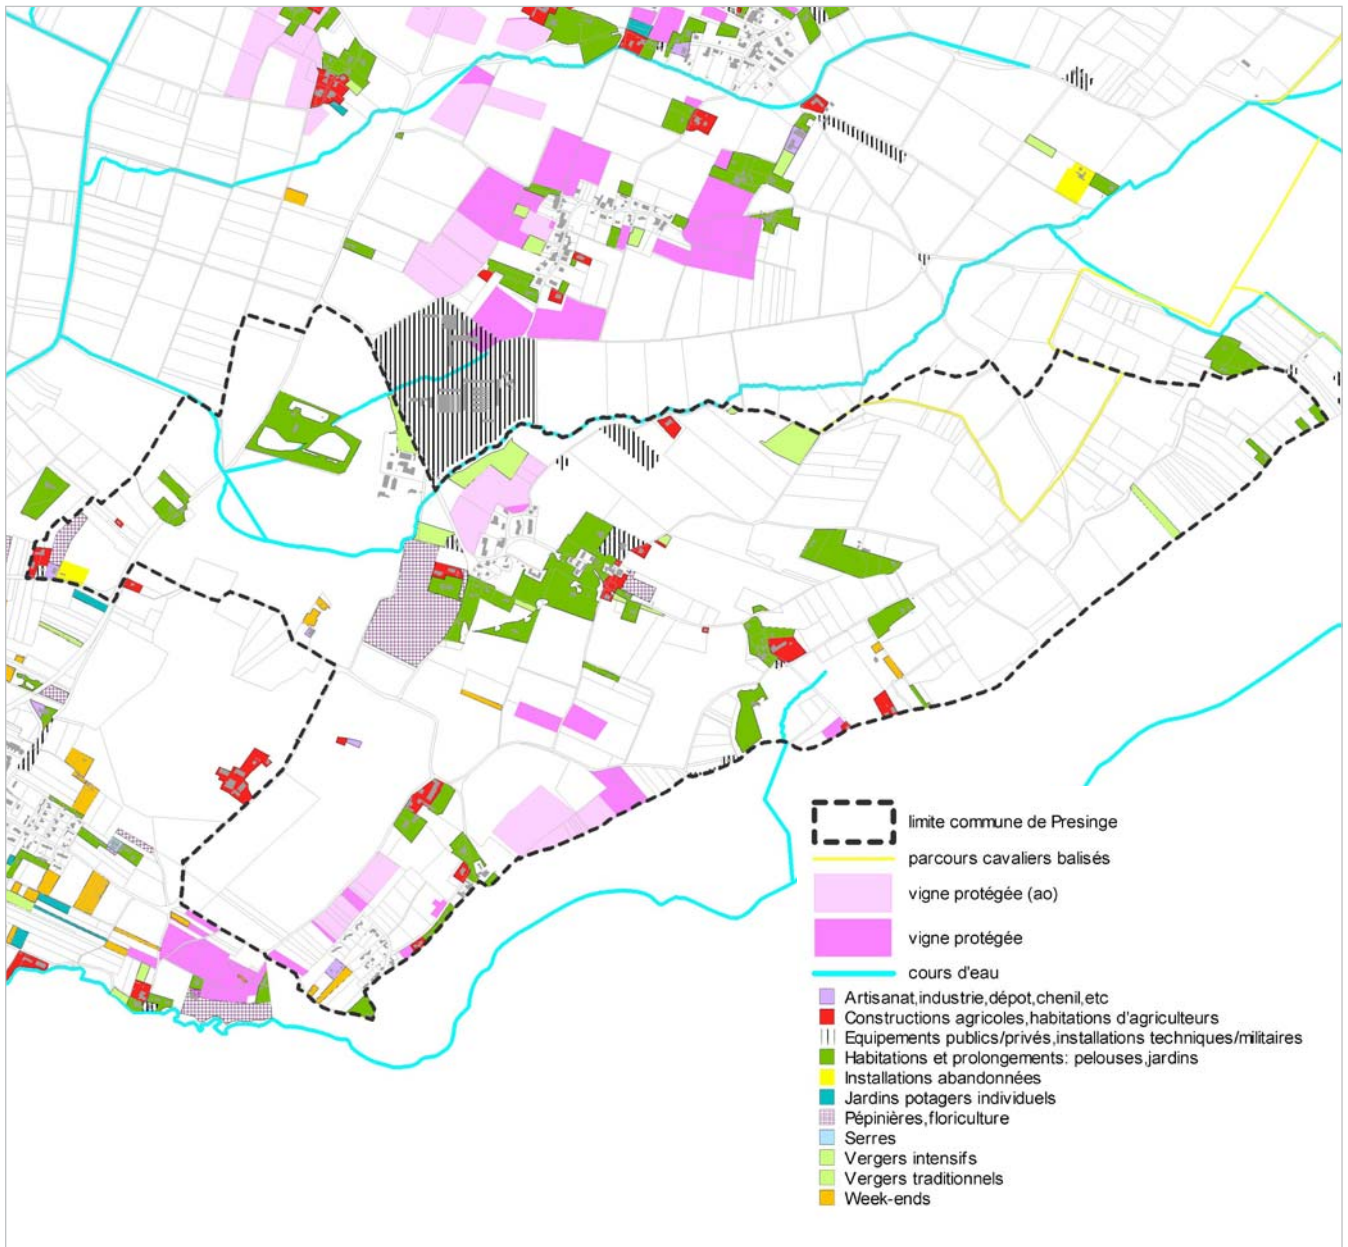 limite commune de Presinge
parcours cavaliers balisés
vigne protégée (ao)
vigne protégée
cours d'eau
Artisanat,industrie,dépôt,chenil,etc
Constructions agricoles,habitations d'agriculteurs
Equipements publics/privés,installations techniques/militaires
Habitations et prolongements: pelouses,jardins
Installations abandonnées
Jardins potagers individuels
Pépinières,floriculture
Serres
Vergers intensifs
Vergers traditionnels
Week-ends